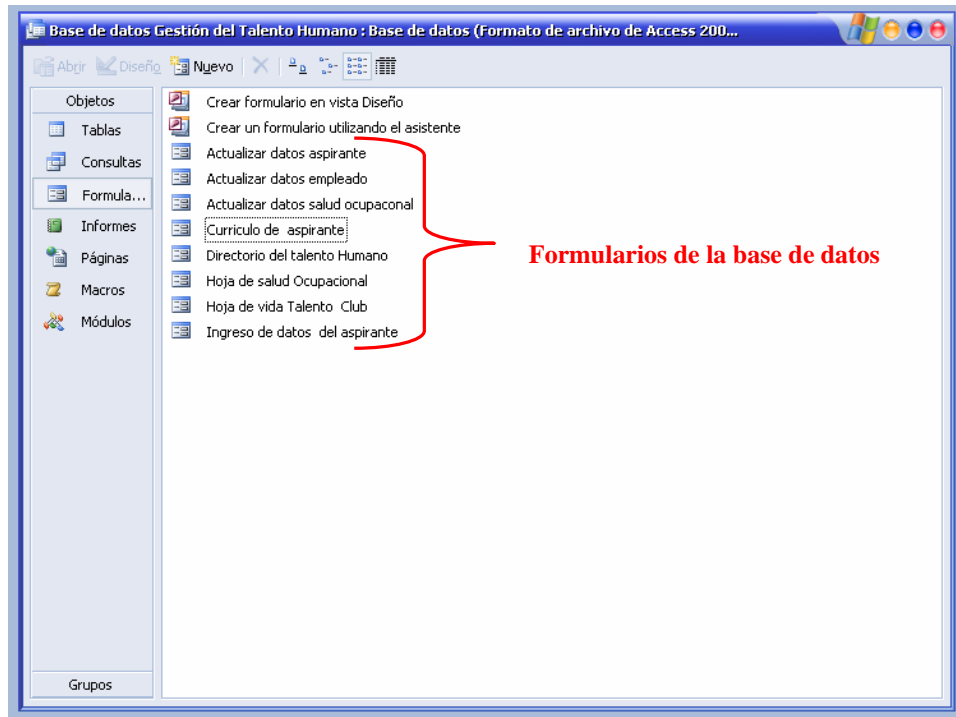 Base de datos Gestión del Talento Humano : Base de datos (Formato de archivo de Access 200...
Abrir Diseño Nuevo
Objetos
Tablas
Consultas
Formula...
Informes
Páginas
Macros
Módulos
Grupos
Crear formulario en vista Diseño
Crear un formulario utilizando el asistente
Actualizar datos aspirante
Actualizar datos empleado
Actualizar datos salud ocupaconal
Curriculo de aspirante
Directorio del talento Humano
Hoja de salud Ocupacional
Hoja de vida Talento Club
Ingreso de datos del aspirante
Formularios de la base de datos